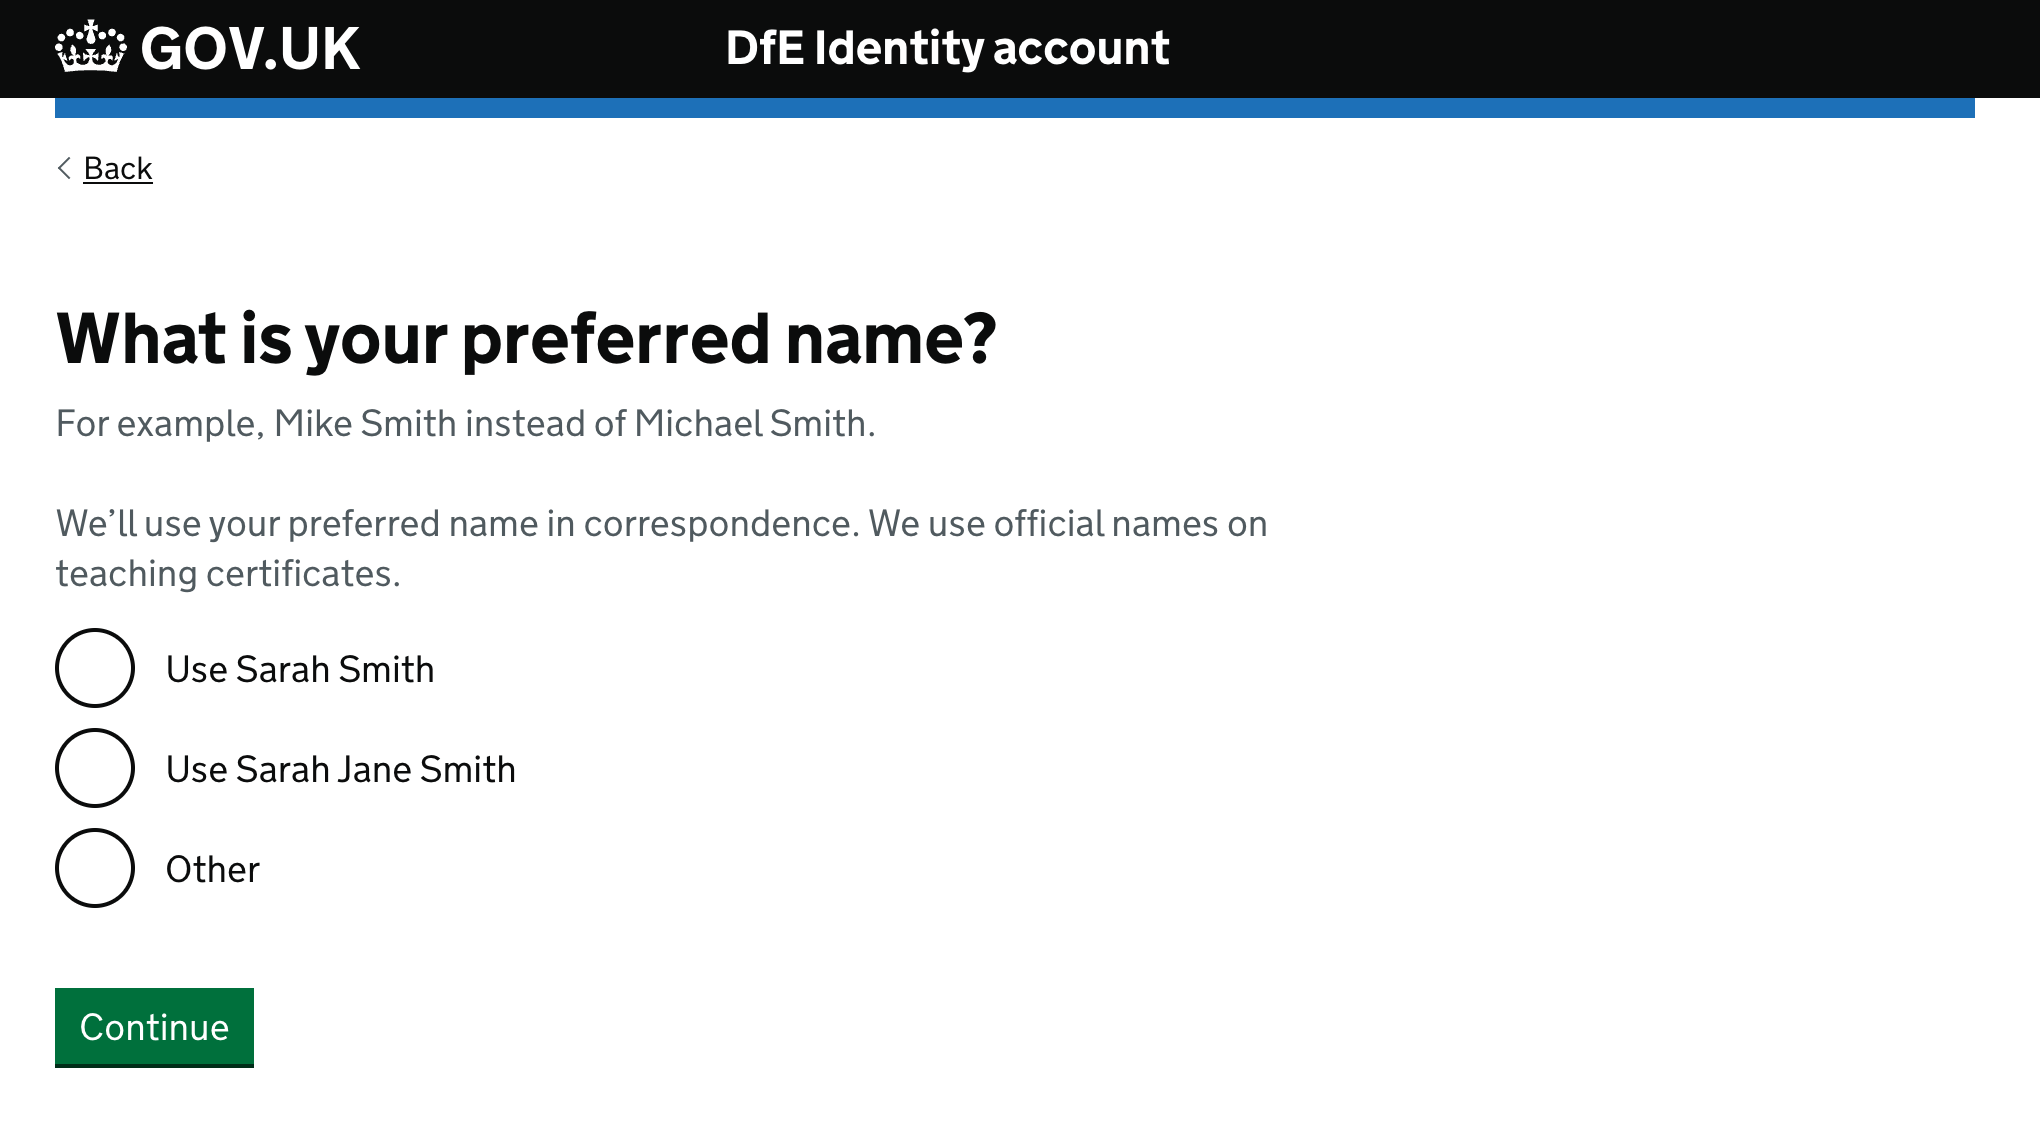 GOV.UK DfE Identity account
Back
What is your preferred name?
For example, Mike Smith instead of Michael Smith.
We’ll use your preferred name in correspondence. We use official names on
teaching certificates.
Use Sarah Smith
Use Sarah Jane Smith
Other
Continue